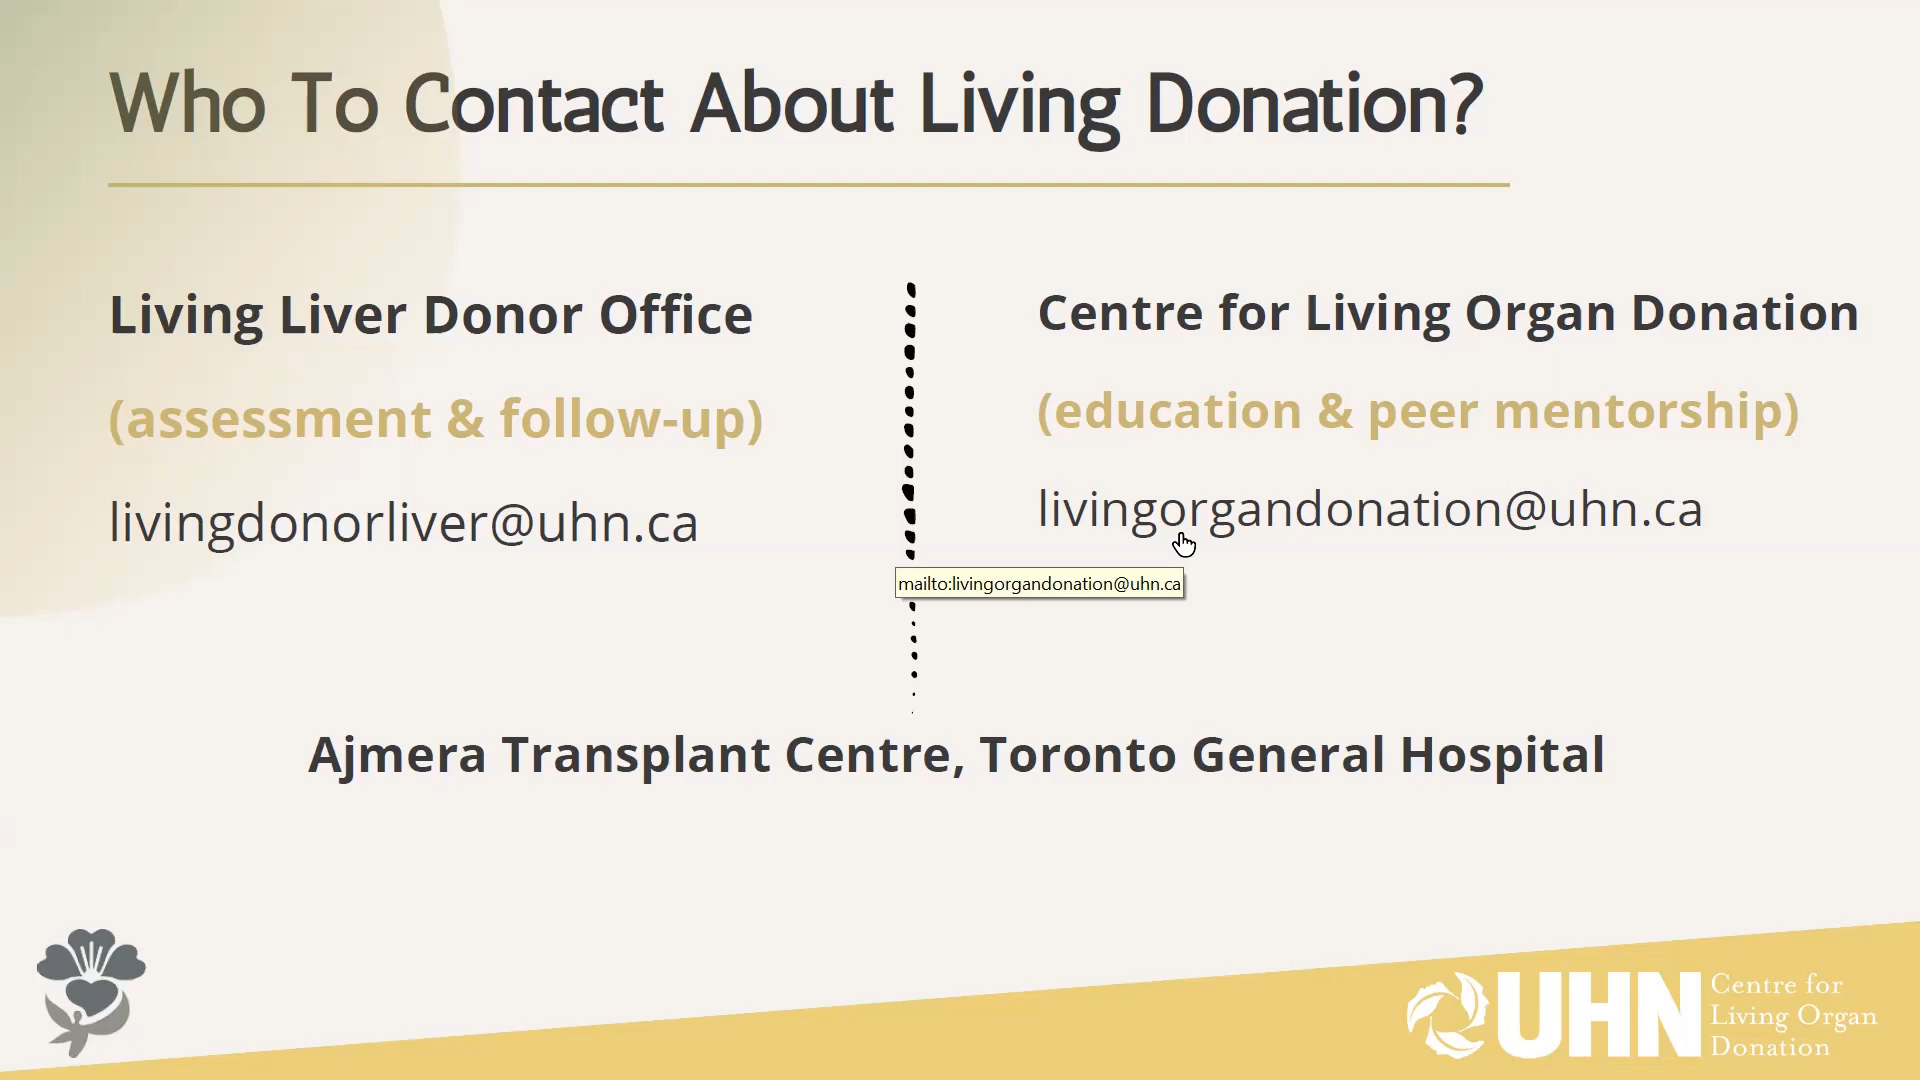 Who To Contact About Living Donation?
Living Liver Donor Office
(assessment & follow-up)
livingdonorliver@uhn.ca
Centre for Living Organ Donation
(education & peer mentorship)
livingorgandonation@uhn.ca
mailto:livingorgandonation@uhn.ca
Ajmera Transplant Centre, Toronto General Hospital
UHN
Centre for
Living Organ
Donation